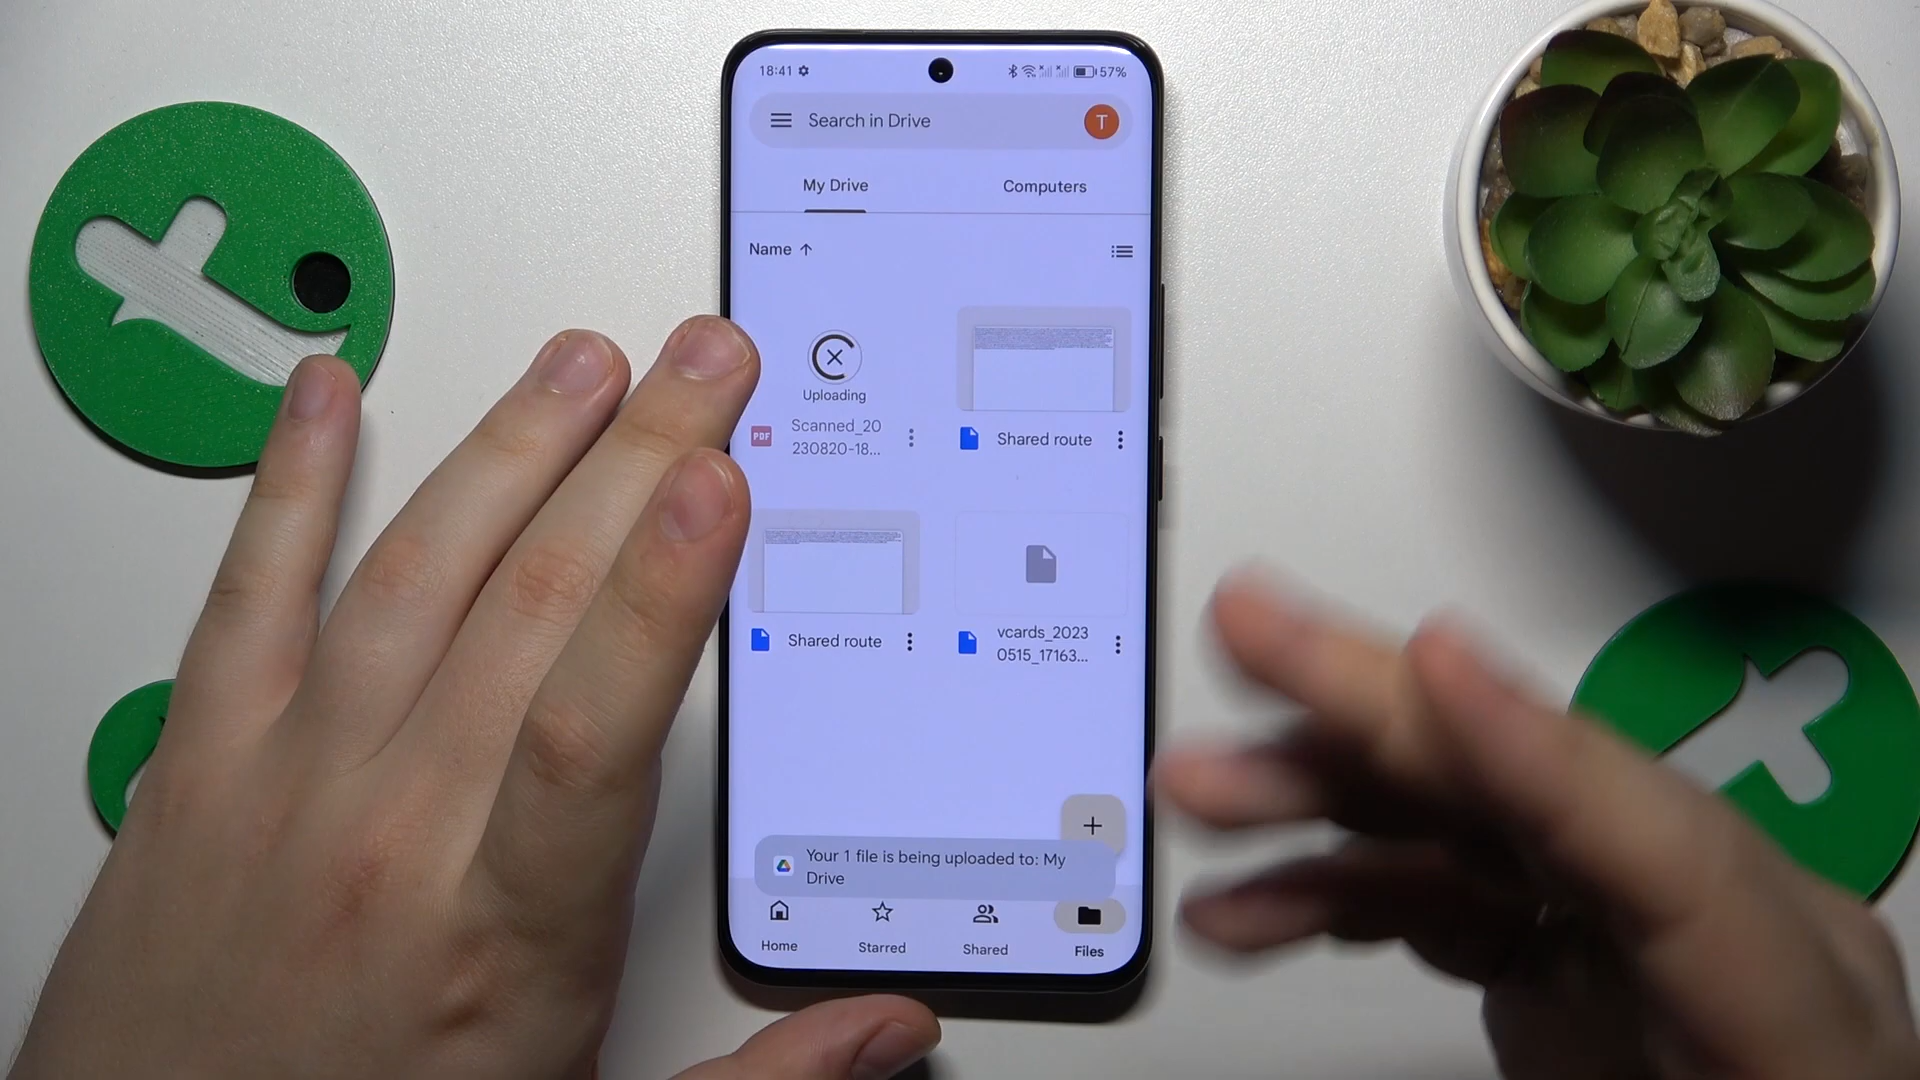 18:41 57%
Search in Drive T
My Drive Computers
Name
Uploading
PDF Scanned_20
230820-18...
Shared route
Shared route
vcards_2023
0515_17163...
Your 1 file is being uploaded to: My
Drive
Home Starred Shared Files